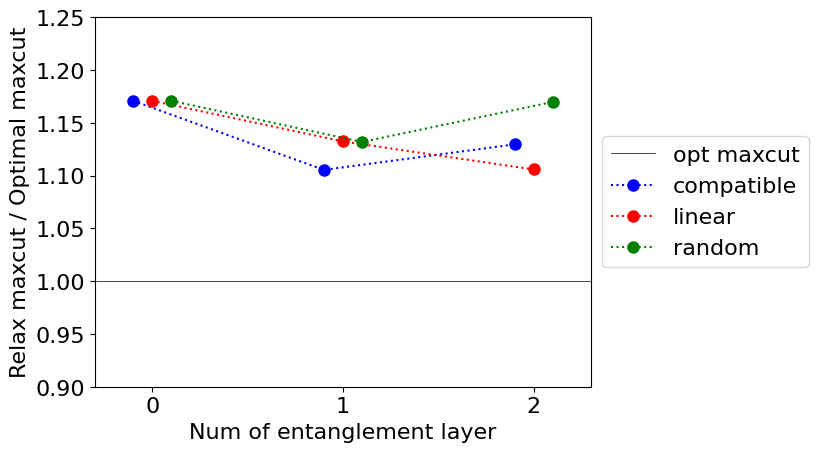 Relax maxcut / Optimal maxcut
1.25
1.20
1.15
1.10
1.05
1.00
0.95
0.90
0
1
2
Num of entanglement layer
opt maxcut
compatible
linear
random